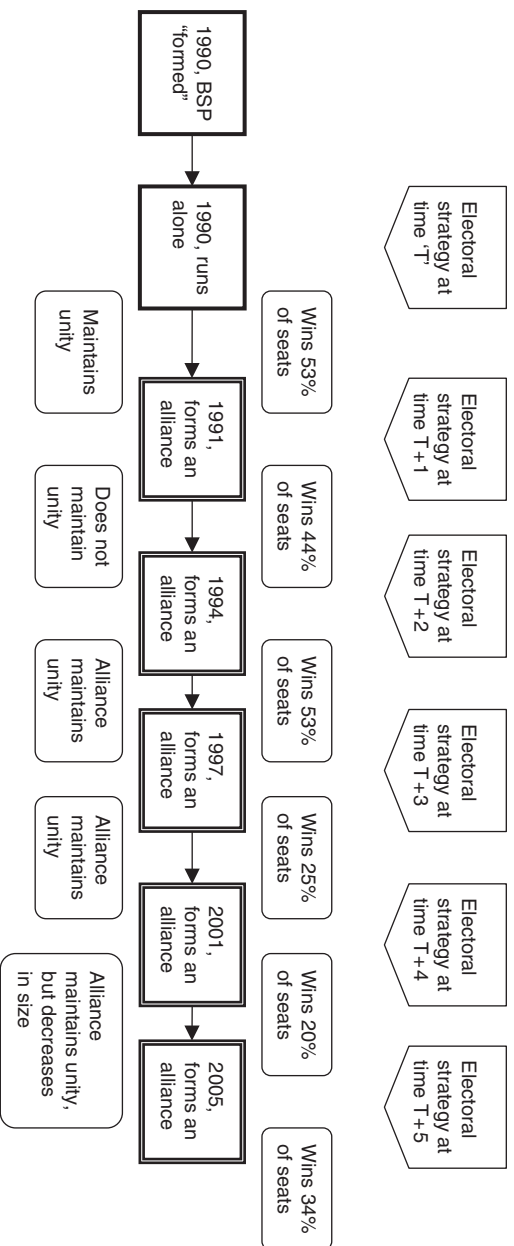 Electoral
strategy at
time ‘T’
Electoral
strategy at
time T+1
Electoral
strategy at
time T+2
Electoral
strategy at
time T+3
Electoral
strategy at
time T+4
Electoral
strategy at
time T+5
Wins 53%
of seats
Wins 44%
of seats
Wins 53%
of seats
Wins 25%
of seats
Wins 20%
of seats
Wins 34%
of seats
1990, BSP
“formed”
1990, runs
alone
1991,
forms an
alliance
1994,
forms an
alliance
1997,
forms an
alliance
2001,
forms an
alliance
2005,
forms an
alliance
Maintains
unity
Does not
maintain
unity
Alliance
maintains
unity
Alliance
maintains
unity
Alliance
maintains unity,
but decreases
in size